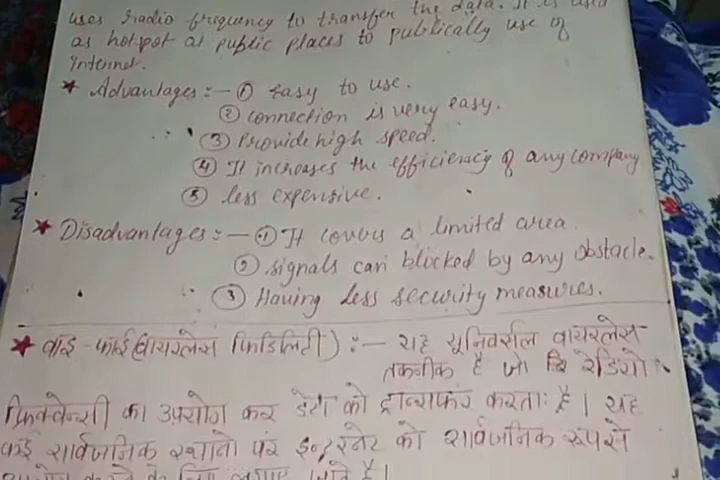 uses radio frequency to transfer the data. It is used
as hotspot at public places to publically use of
Internet.
* Advantages :- ① Easy to use.
② connection is very easy.
③ Provide high speed.
④ It increases the efficiency of any company
⑤ less expensive.
* Disadvantages :- ① It covers a limited area.
② signals can blocked by any obstacle.
③ Having less security measures.
* वाई-फाई (वायरलेस फिडिलिटी) :- यह यूनिवर्सल वायरलेस
तकनीक है जो कि रेडियो
फ्रिक्वेन्सी का उपयोग कर डेटा को ट्रान्सफर करता है। यह
कई सार्वजनिक स्थानो पर इन्टरनेट को सार्वजनिक रूप से
के लिए लगाए जाते है।